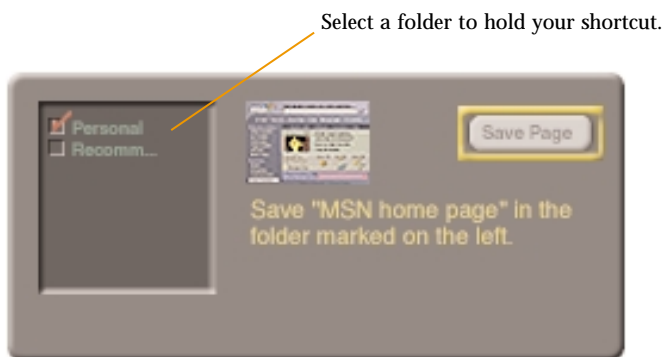 Select a folder to hold your shortcut.
Personal
Recomm...
Save Page
Save "MSN home page" in the
folder marked on the left.